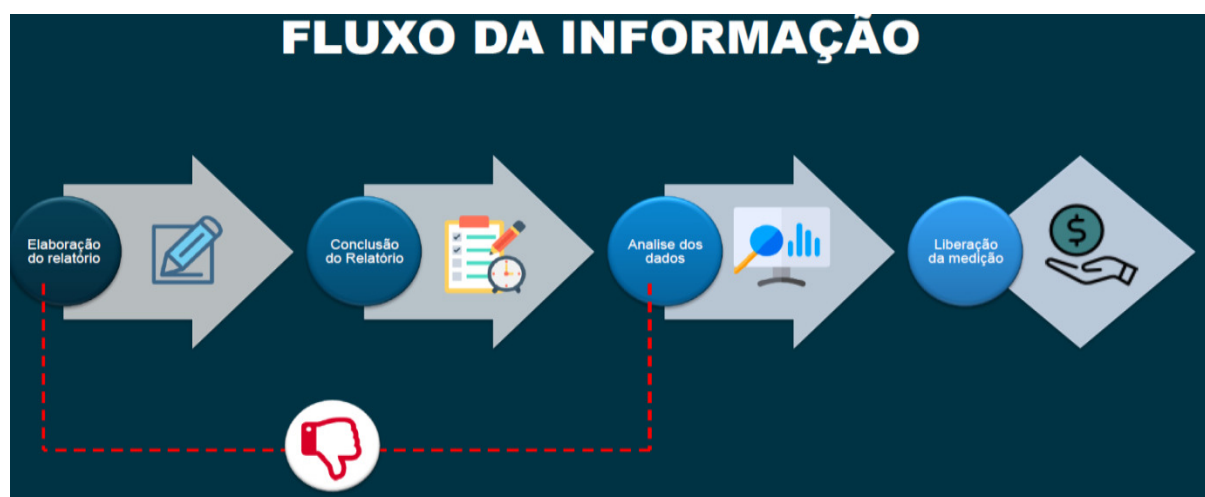 FLUXO DA INFORMAÇÃO
Elaboração
do relatório
Conclusão
do Relatório
Analise dos
dados
Liberação
da medição